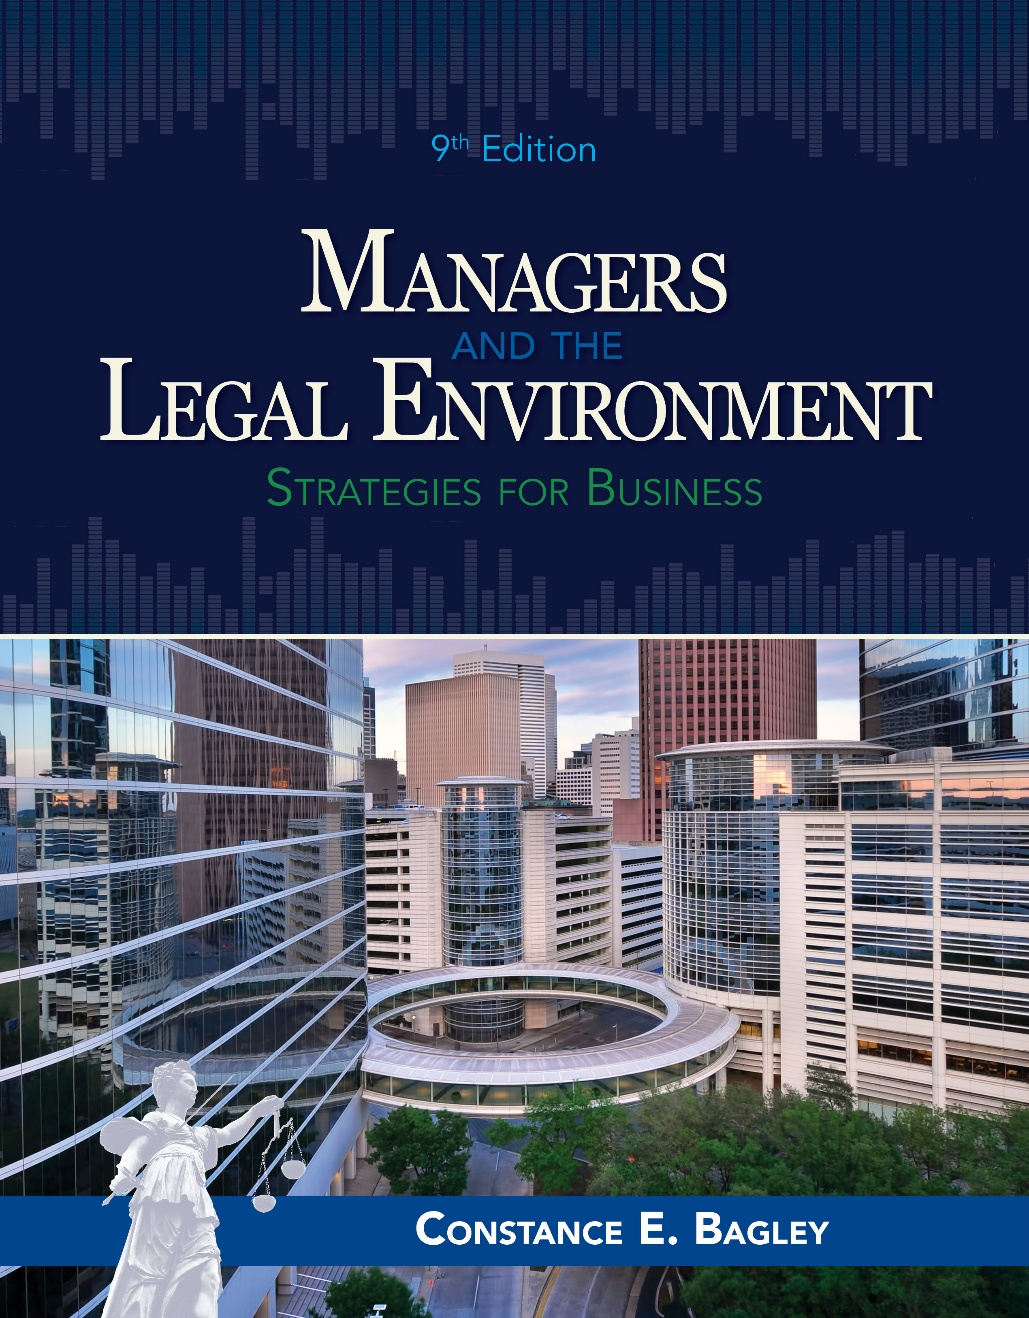 9th Edition
MANAGERS
AND THE
LEGAL ENVIRONMENT
STRATEGIES FOR BUSINESS
CONSTANCE E. BAGLEY